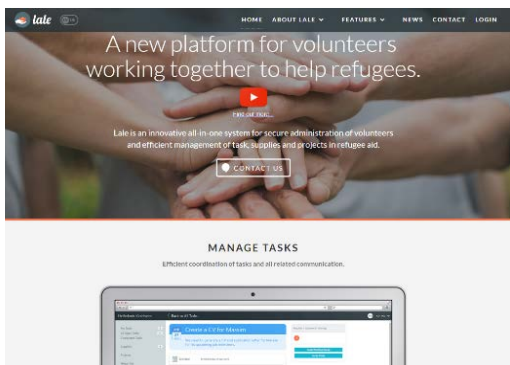 lale
HOME ABOUT LALE FEATURES NEWS CONTACT LOGIN
A new platform for volunteers
working together to help refugees.
Find out more...
Lale is an innovative all-in-one system for secure administration of volunteers
and efficient management of task, supplies and projects in refugee aid.
CONTACT US
MANAGE TASKS
Efficient coordination of tasks and all related communication.
Create a CV for Mariam